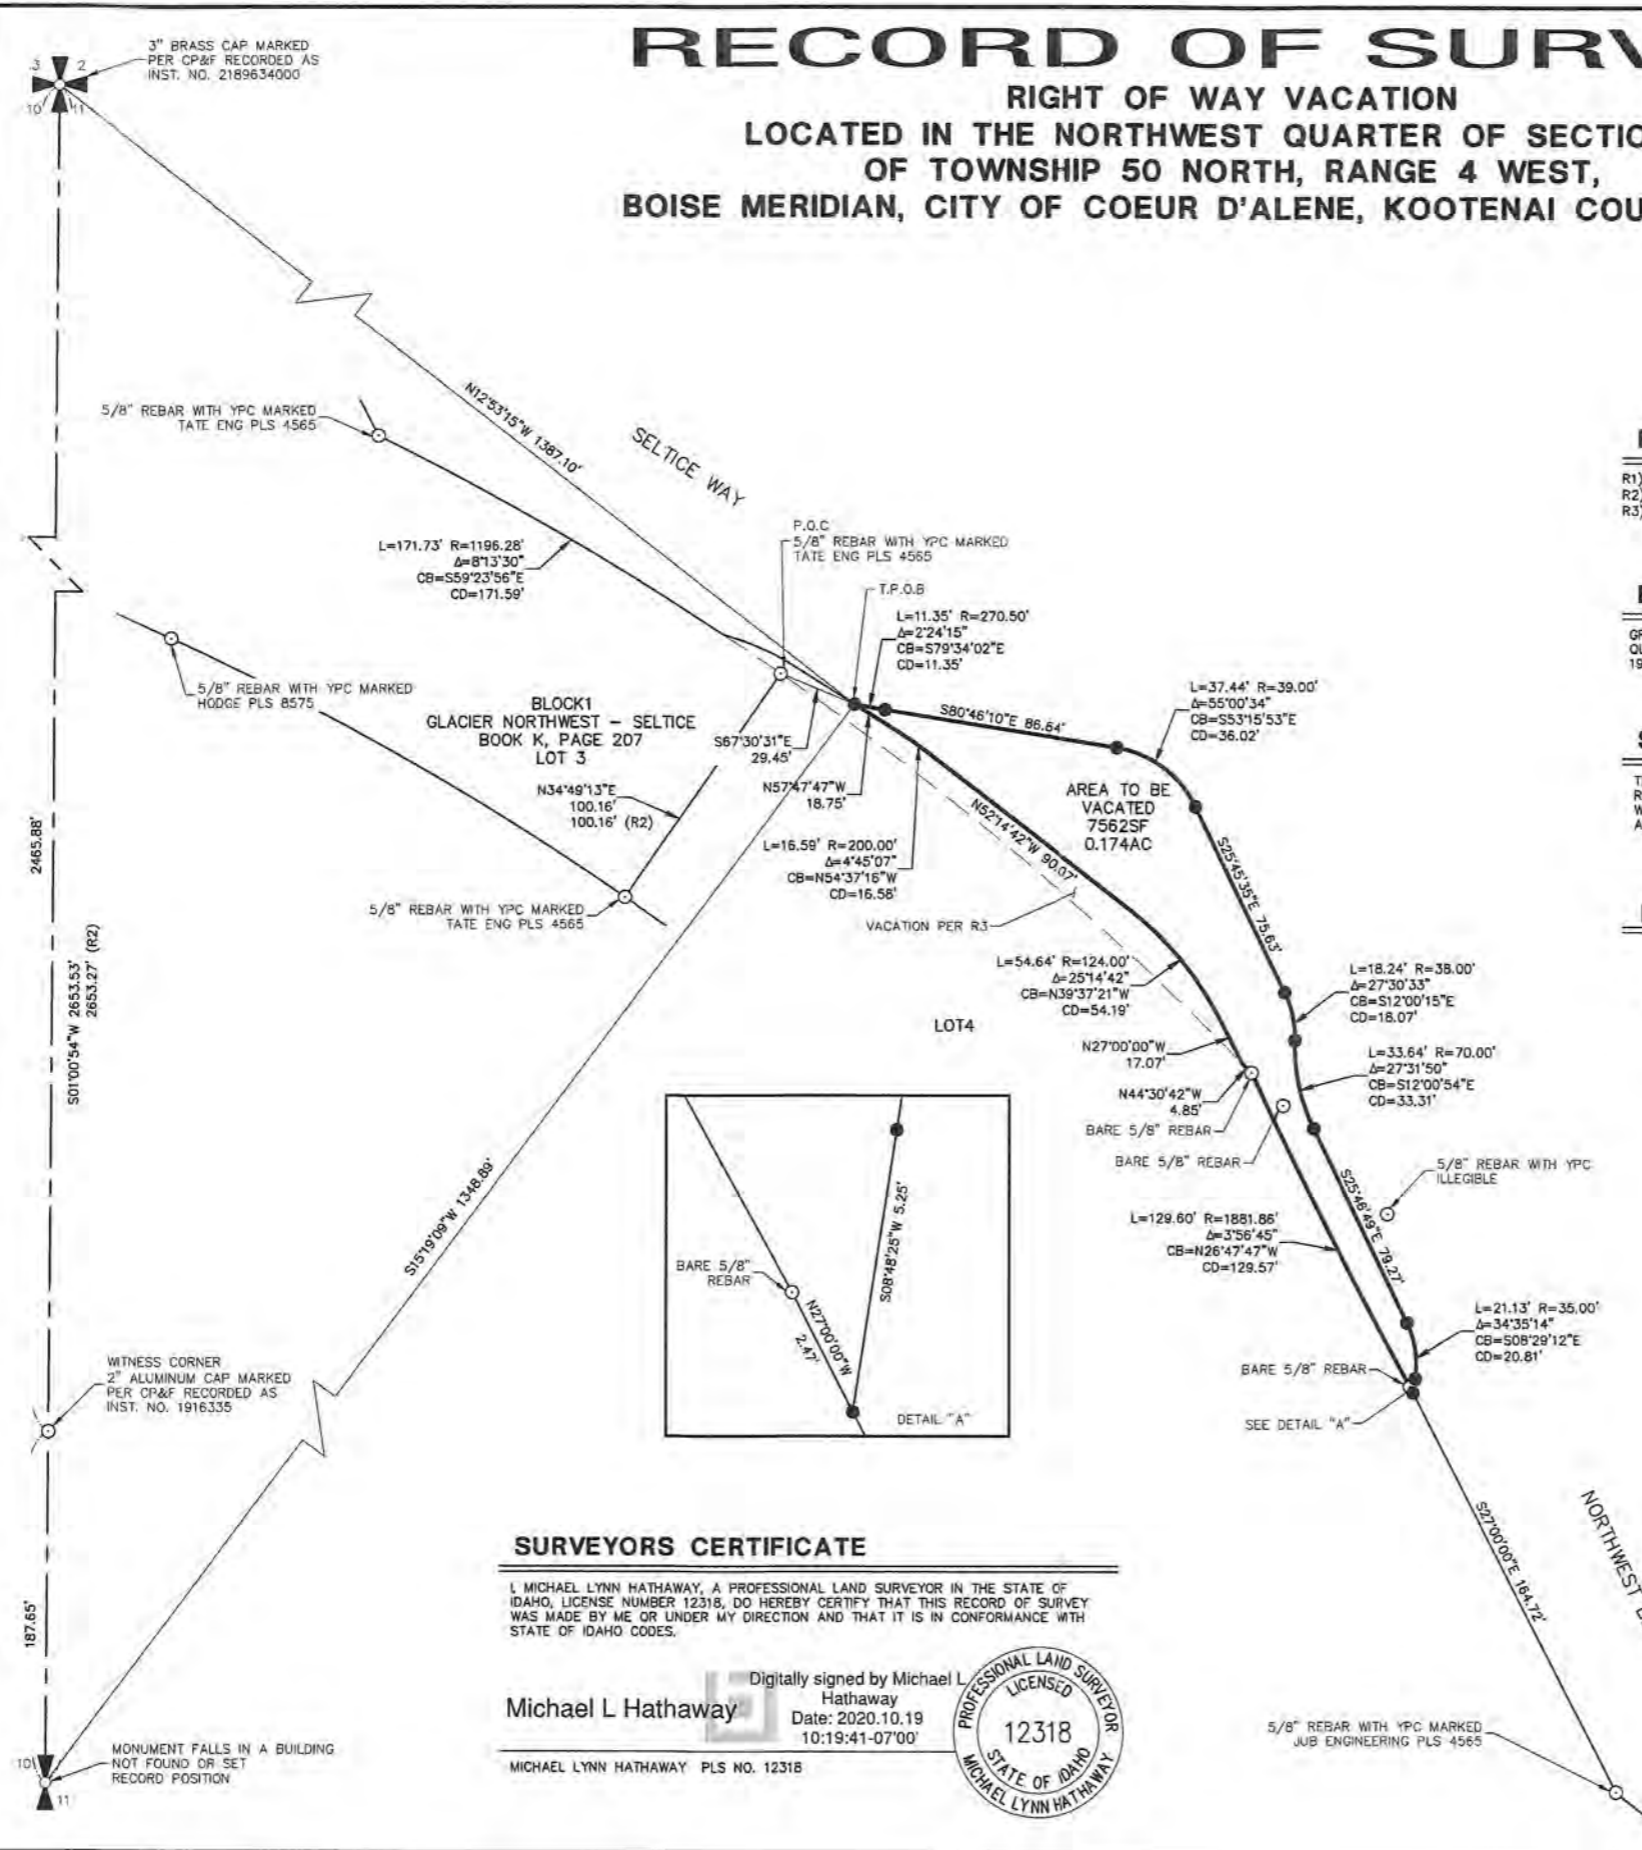 RECORD OF SURV
RIGHT OF WAY VACATION
LOCATED IN THE NORTHWEST QUARTER OF SECTIO
OF TOWNSHIP 50 NORTH, RANGE 4 WEST,
BOISE MERIDIAN, CITY OF COEUR D'ALENE, KOOTENAI COU
3" BRASS CAP MARKED
PER CP&F RECORDED AS
INST. NO. 2189634000
3 2
10 11
N12°53'15"W 1387.10'
SELTICE WAY
5/8" REBAR WITH YPC MARKED
TATE ENG PLS 4565
L=171.73' R=1196.28'
Δ=8°13'30"
CB=S59°23'56"E
CD=171.59'
P.O.C
5/8" REBAR WITH YPC MARKED
TATE ENG PLS 4565
T.P.O.B
L=11.35' R=270.50'
Δ=2°24'15"
CB=S79°34'02"E
CD=11.35'
S80°46'10"E 86.64'
L=37.44' R=39.00'
Δ=55°00'34"
CB=S53°15'53"E
CD=36.02'
R1)
R2)
R3)
5/8" REBAR WITH YPC MARKED
HODGE PLS 8575
BLOCK1
GLACIER NORTHWEST – SELTICE
BOOK K, PAGE 207
LOT 3
S67°30'31"E
29.45'
N57°47'47"W
18.75'
N34°49'13"E
100.16'
100.16' (R2)
L=16.59' R=200.00'
Δ=4°45'07"
CB=N54°37'16"W
CD=16.58'
N52°14'42"W 90.07'
AREA TO BE
VACATED
7562SF
0.174AC
S25°45'35"E 75.63'
5/8" REBAR WITH YPC MARKED
TATE ENG PLS 4565
VACATION PER R3
2465.88'
S01°00'54"W 2653.53'
2653.27' (R2)
L=54.64' R=124.00'
Δ=25°14'42"
CB=N39°37'21"W
CD=54.19'
LOT4
N27°00'00"W
17.07'
N44°30'42"W
4.85'
BARE 5/8" REBAR
BARE 5/8" REBAR
L=18.24' R=38.00'
Δ=27°30'33"
CB=S12°00'15"E
CD=18.07'
L=33.64' R=70.00'
Δ=27°31'50"
CB=S12°00'54"E
CD=33.31'
5/8" REBAR WITH YPC
ILLEGIBLE
S25°46'49"E 79.27'
L=129.60' R=1881.86'
Δ=3°56'45"
CB=N26°47'47"W
CD=129.57'
L=21.13' R=35.00'
Δ=34°35'14"
CB=S08°29'12"E
CD=20.81'
BARE 5/8" REBAR
SEE DETAIL "A"
S15°19'09"W 1348.89'
BARE 5/8"
REBAR
S08°48'25"W 5.25'
N27°00'00"W
2.47'
DETAIL "A"
WITNESS CORNER
2" ALUMINUM CAP MARKED
PER CP&F RECORDED AS
INST. NO. 1916335
187.65'
S27°00'00"E 164.72'
NORTHWEST
SURVEYORS CERTIFICATE
I, MICHAEL LYNN HATHAWAY, A PROFESSIONAL LAND SURVEYOR IN THE STATE OF
IDAHO, LICENSE NUMBER 12318, DO HEREBY CERTIFY THAT THIS RECORD OF SURVEY
WAS MADE BY ME OR UNDER MY DIRECTION AND THAT IT IS IN CONFORMANCE WITH
STATE OF IDAHO CODES.
Michael L Hathaway
Digitally signed by Michael L
Hathaway
Date: 2020.10.19
10:19:41-07'00'
MICHAEL LYNN HATHAWAY PLS NO. 12318
PROFESSIONAL LAND SURVEYOR
LICENSED
12318
STATE OF IDAHO
MICHAEL LYNN HATHAWAY
5/8" REBAR WITH YPC MARKED
JUB ENGINEERING PLS 4565
MONUMENT FALLS IN A BUILDING
NOT FOUND OR SET
RECORD POSITION
10
11